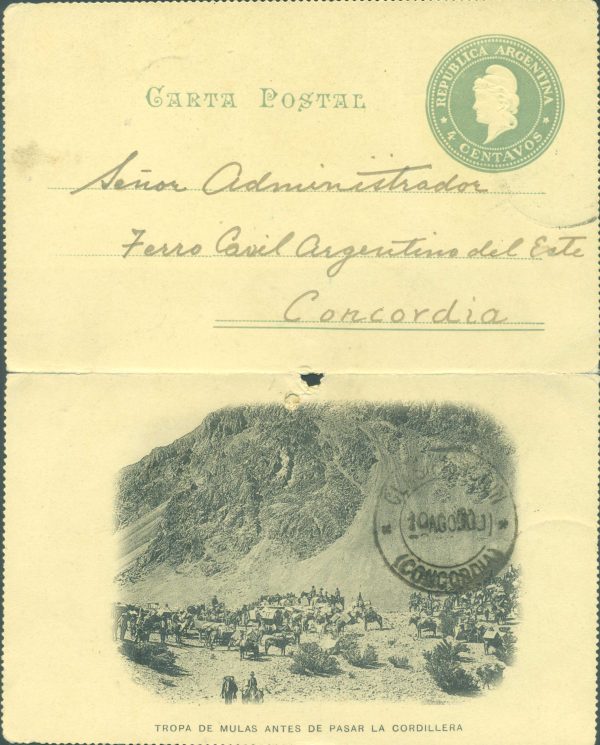 REPUBLICA ARGENTINA
4 CENTAVOS
CARTA POSTAL
Señor Administrador
Ferro Caril Argentino del Este
Concordia
(CONCORDIA)
TROPA DE MULAS ANTES DE PASAR LA CORDILLERA